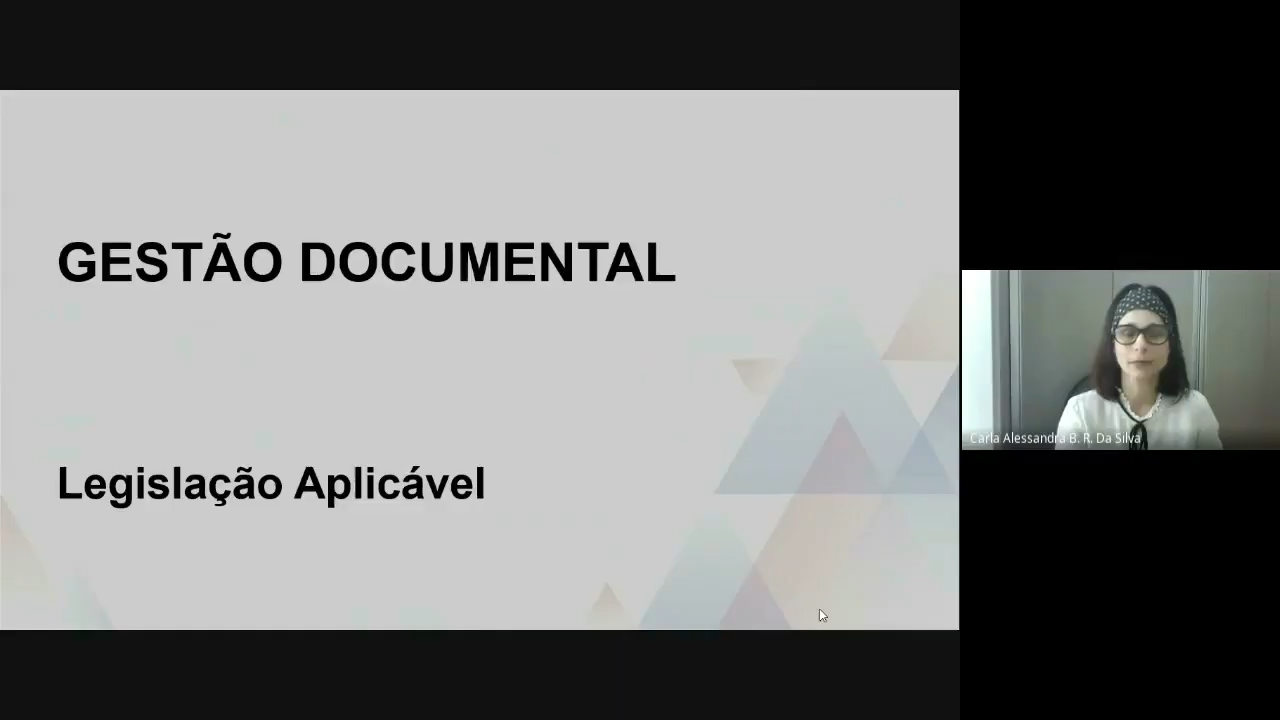 GESTÃO DOCUMENTAL
Legislação Aplicável
Carla Alessandra B. R. Da Silva